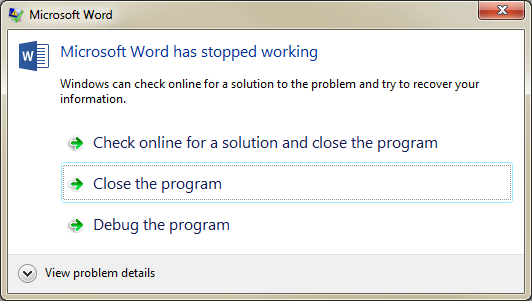 Microsoft Word
Microsoft Word has stopped working
Windows can check online for a solution to the problem and try to recover your
information.
Check online for a solution and close the program
Close the program
Debug the program
View problem details